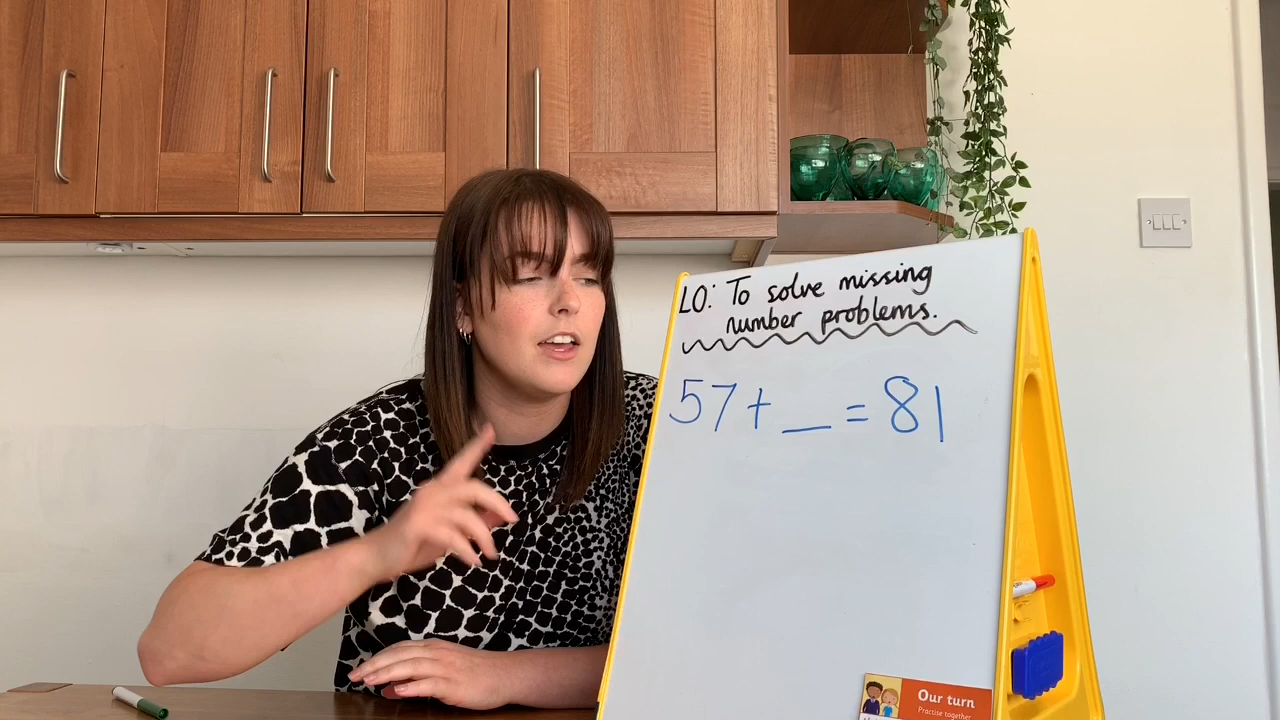 LO: To solve missing
number problems.
57 + _ = 81
Our turn
Practise together